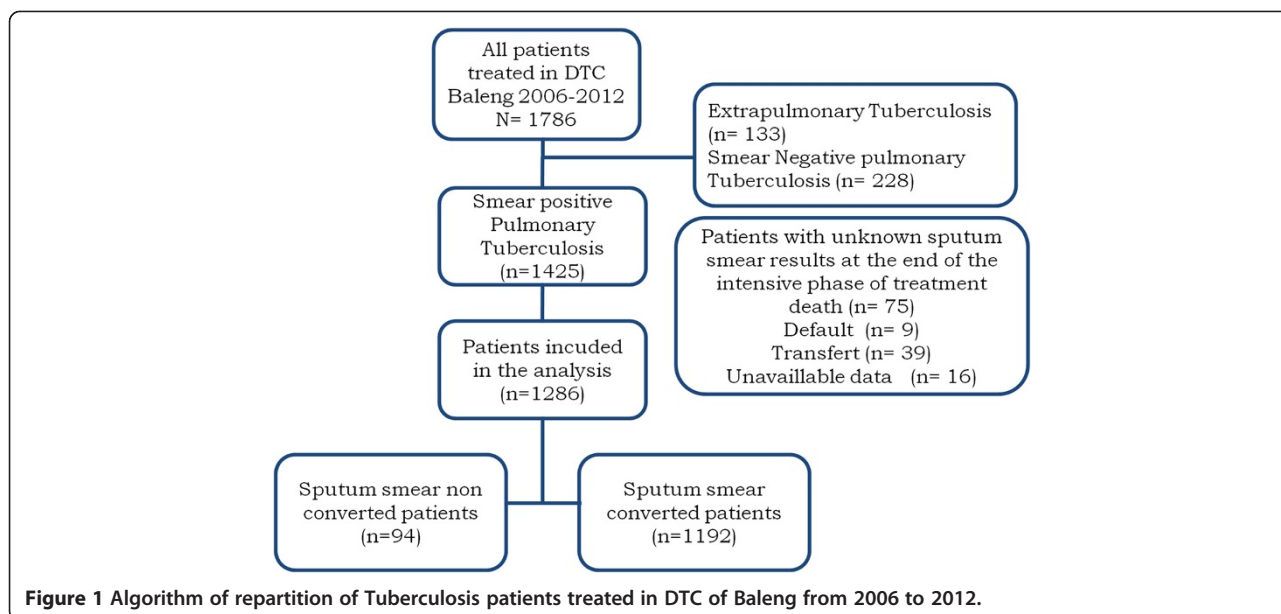 All patients
treated in DTC
Baleng 2006-2012
N= 1786
Extrapulmonary Tuberculosis
(n= 133)
Smear Negative pulmonary
Tuberculosis (n= 228)
Smear positive
Pulmonary
Tuberculosis
(n=1425)
Patients with unknown sputum
smear results at the end of the
intensive phase of treatment
death (n= 75)
Default (n= 9)
Transfert (n= 39)
Unavaillable data (n= 16)
Patients incuded
in the analysis
(n=1286)
Sputum smear non
converted patients
(n=94)
Sputum smear
converted patients
(n=1192)
Figure 1 Algorithm of repartition of Tuberculosis patients treated in DTC of Baleng from 2006 to 2012.